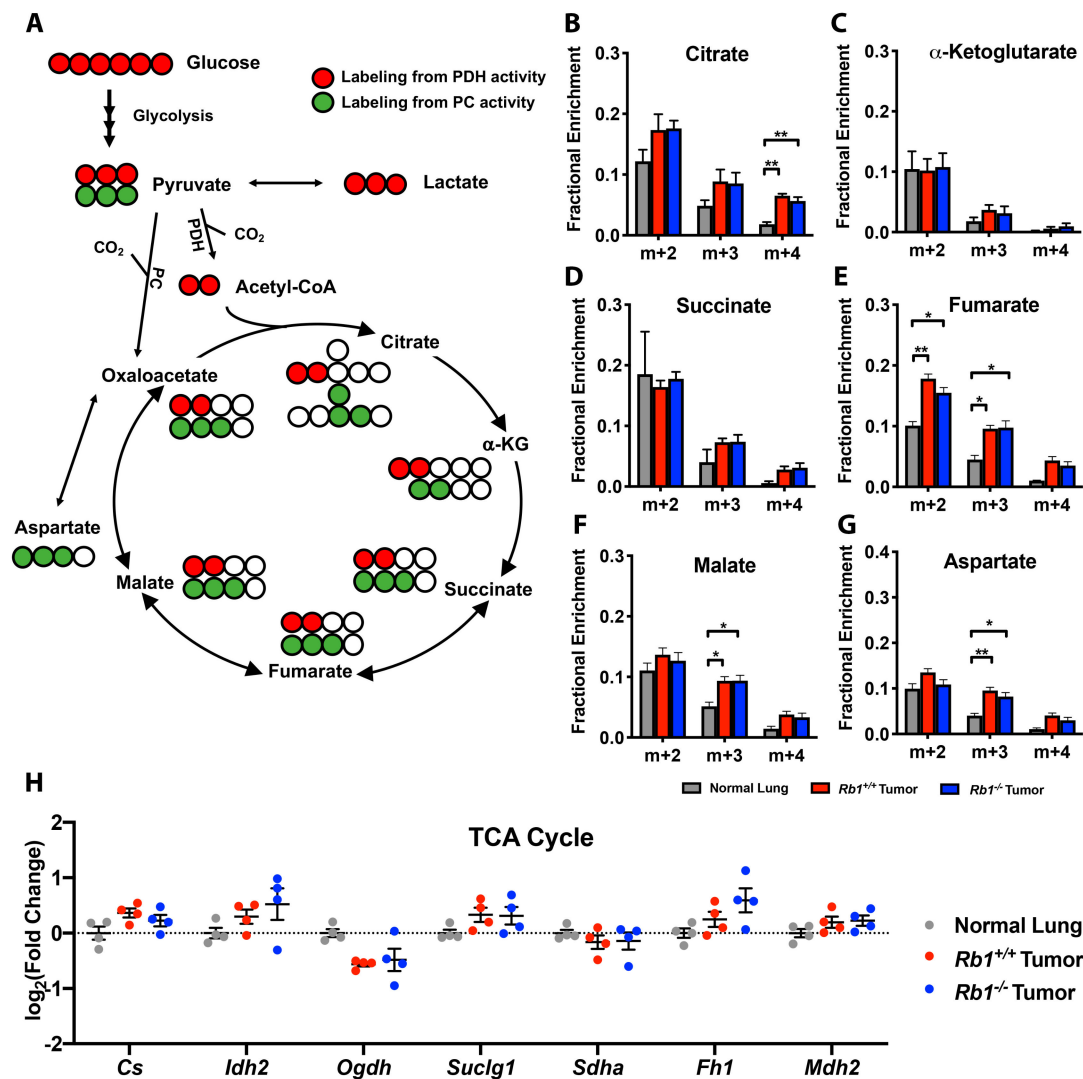 A
Glucose
Labeling from PDH activity
Labeling from PC activity
Glycolysis
Pyruvate
Lactate
CO2
PDH
CO2
PC
Acetyl-CoA
Citrate
Oxaloacetate
α-KG
Aspartate
Malate
Succinate
Fumarate
B
Citrate
Fractional Enrichment
0.3
0.2
0.1
0.0
**
**
m+2 m+3 m+4
C
α-Ketoglutarate
Fractional Enrichment
0.3
0.2
0.1
0.0
m+2 m+3 m+4
D
Succinate
Fractional Enrichment
0.3
0.2
0.1
0.0
m+2 m+3 m+4
E
Fumarate
Fractional Enrichment
0.3
0.2
0.1
0.0
*
**
*
*
m+2 m+3 m+4
F
Malate
Fractional Enrichment
0.3
0.2
0.1
0.0
*
*
m+2 m+3 m+4
G
Aspartate
Fractional Enrichment
0.4
0.3
0.2
0.1
0.0
*
**
m+2 m+3 m+4
Normal Lung Rb1+/+ Tumor Rb1-/- Tumor
H
TCA Cycle
log2(Fold Change)
2
1
0
-1
-2
Cs Idh2 Ogdh Suclg1 Sdha Fh1 Mdh2
Normal Lung
Rb1+/+ Tumor
Rb1-/- Tumor